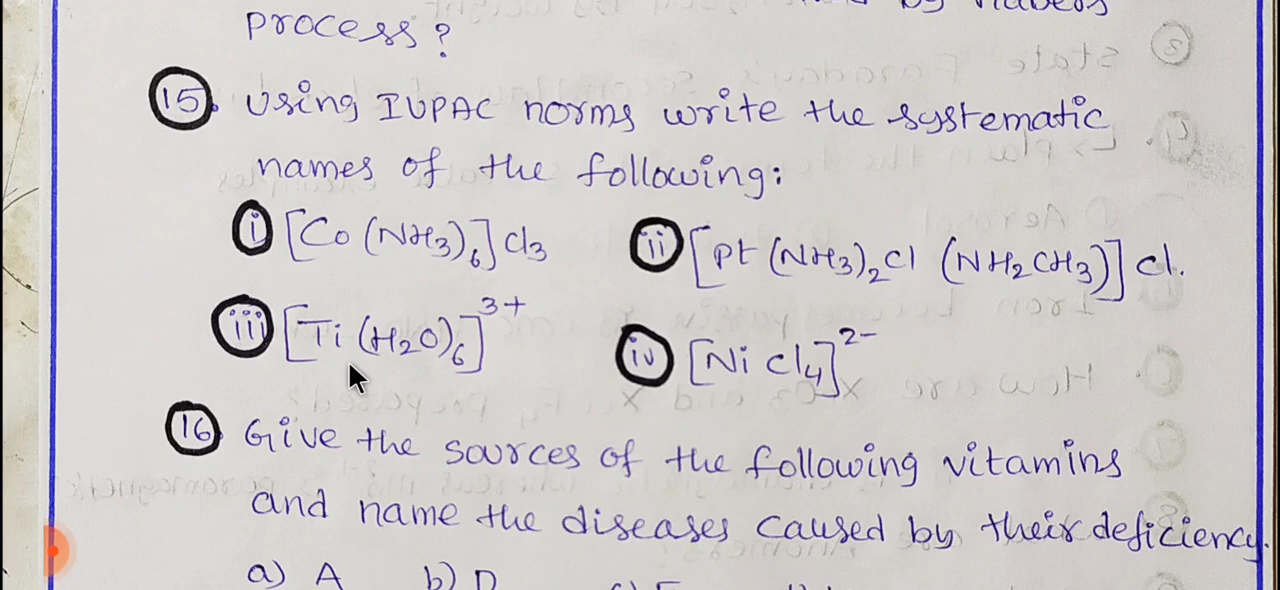 process?
15. Using IUPAC norms write the systematic
names of the following:
i [Co(NH3)6]Cl3 ii [Pt(NH3)2Cl(NH2CH3)]Cl.
iii [Ti(H2O)6]3+ iv [NiCl4]2-
16. Give the sources of the following vitamins
and name the diseases caused by their deficiency.
a) A b) D